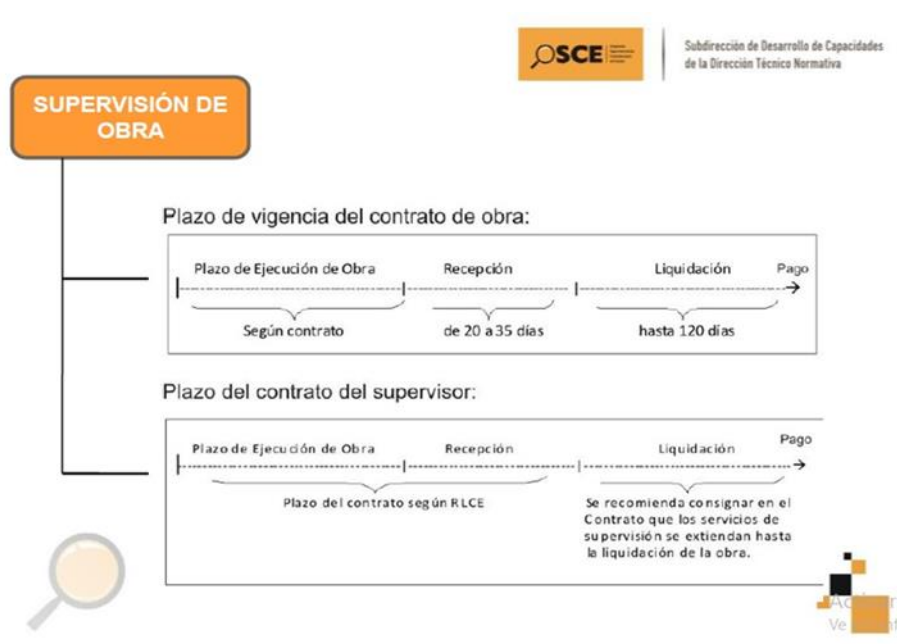 OSCE
Subdirección de Desarrollo de Capacidades
de la Dirección Técnico Normativa
SUPERVISIÓN DE
OBRA
Plazo de vigencia del contrato de obra:
Plazo de Ejecución de Obra Recepción Liquidación Pago
Según contrato de 20 a 35 días hasta 120 días
Plazo del contrato del supervisor:
Plazo de Ejecución de Obra Recepción Liquidación Pago
Plazo del contrato según RLCE
Se recomienda consignar en el
Contrato que los servicios de
supervisión se extiendan hasta
la liquidación de la obra.
Ve